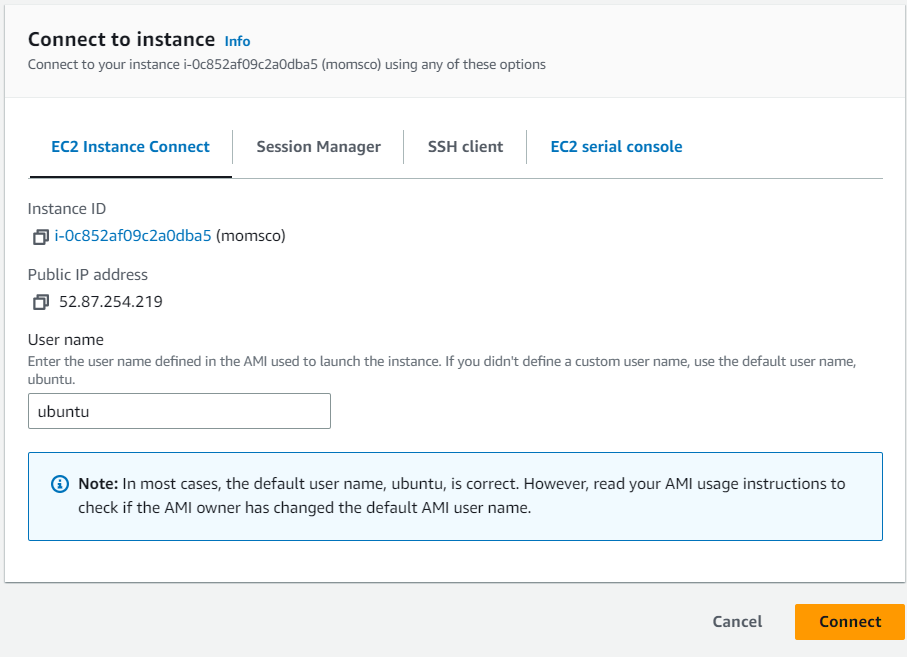 Connect to instance Info
Connect to your instance i-0c852af09c2a0dba5 (momsco) using any of these options
EC2 Instance Connect Session Manager SSH client EC2 serial console
Instance ID
i-0c852af09c2a0dba5 (momsco)
Public IP address
52.87.254.219
User name
Enter the user name defined in the AMI used to launch the instance. If you didn't define a custom user name, use the default user name,
ubuntu.
ubuntu
Note: In most cases, the default user name, ubuntu, is correct. However, read your AMI usage instructions to
check if the AMI owner has changed the default AMI user name.
Cancel Connect